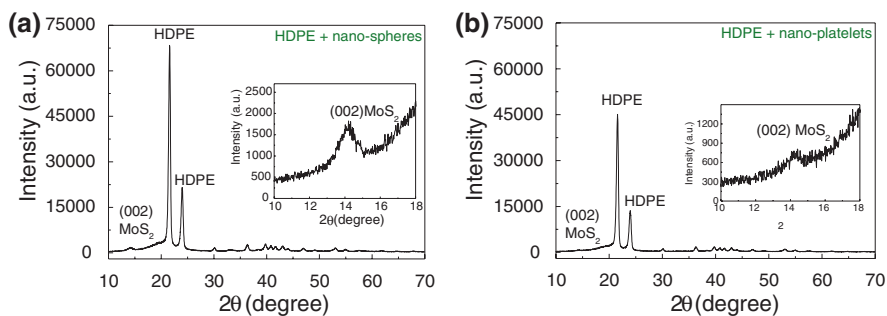 (a)
HDPE + nano-spheres
HDPE
75000
60000
45000
30000
15000
0
Intensity (a.u.)
HDPE
(002)
MoS2
10 20 30 40 50 60 70
2θ (degree)
2500
2000
1500
1000
500
0
Intensity (a.u.)
(002)MoS2
10 12 14 16 18
2θ(degree)
(b)
HDPE + nano-platelets
75000
60000
45000
30000
15000
0
Intensity (a.u.)
HDPE
HDPE
(002)
MoS2
10 20 30 40 50 60 70
2θ (degree)
1200
900
600
300
0
Intensity (a.u.)
(002) MoS2
10 12 14 16 18
2